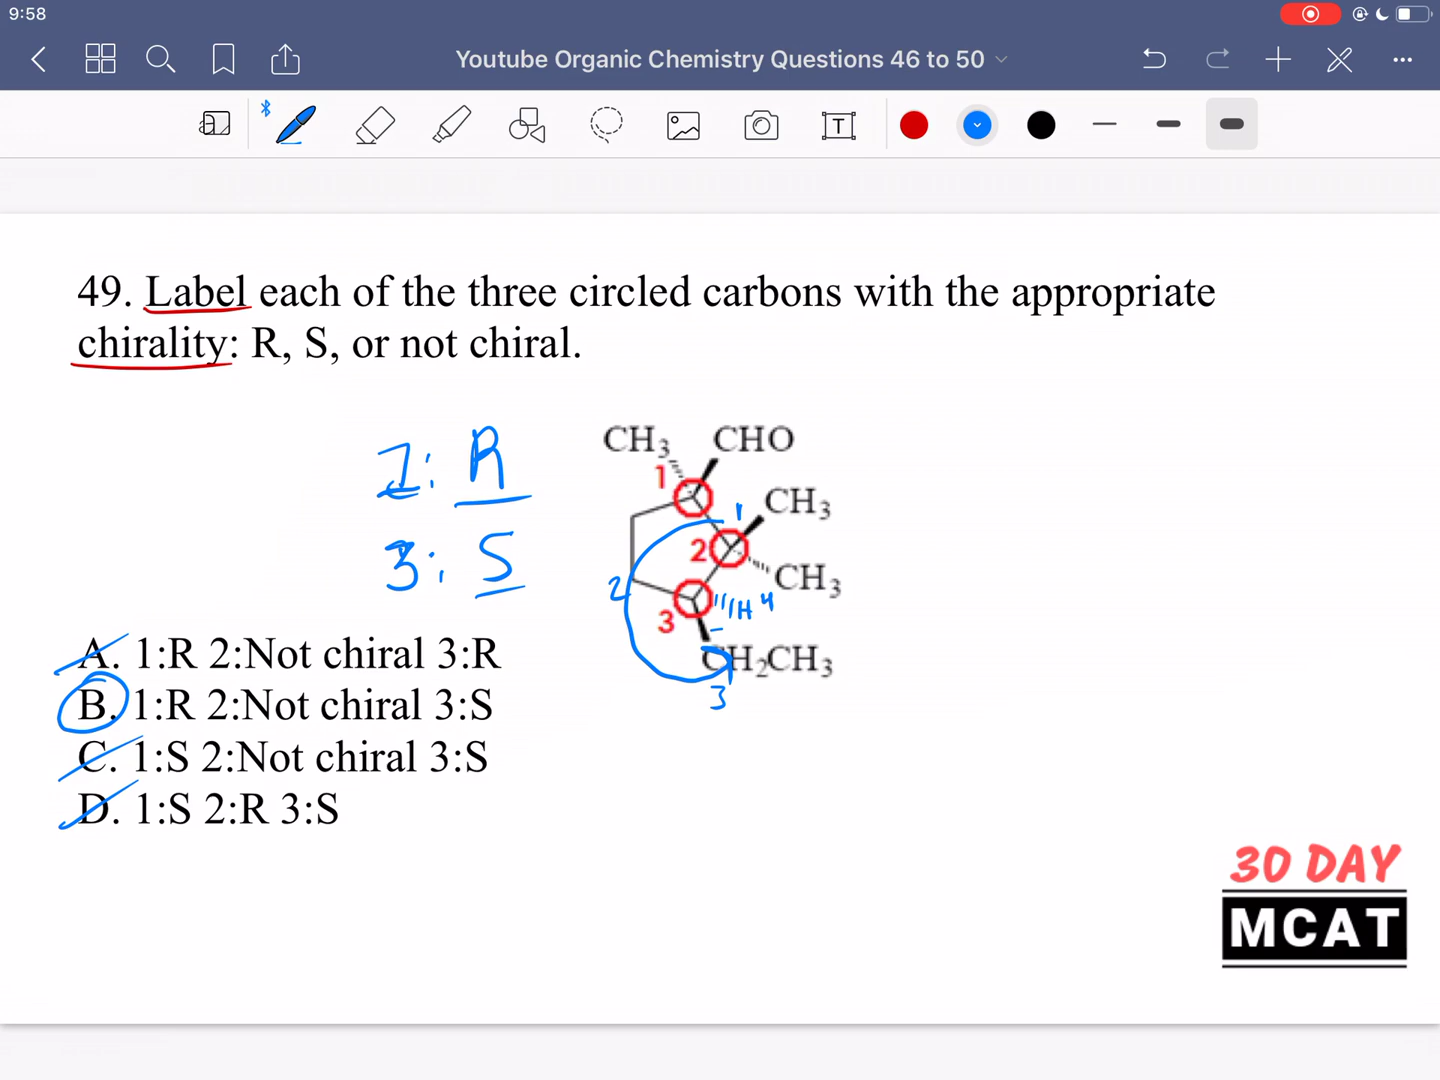 9:58
Youtube Organic Chemistry Questions 46 to 50
T
49. Label each of the three circled carbons with the appropriate
chirality: R, S, or not chiral.
1: R
3: S
CH3 CHO
1
1 CH3
2
CH3
2
3 H 4
CH2CH3
3
A. 1:R 2:Not chiral 3:R
B. 1:R 2:Not chiral 3:S
C. 1:S 2:Not chiral 3:S
D. 1:S 2:R 3:S
30 DAY
MCAT